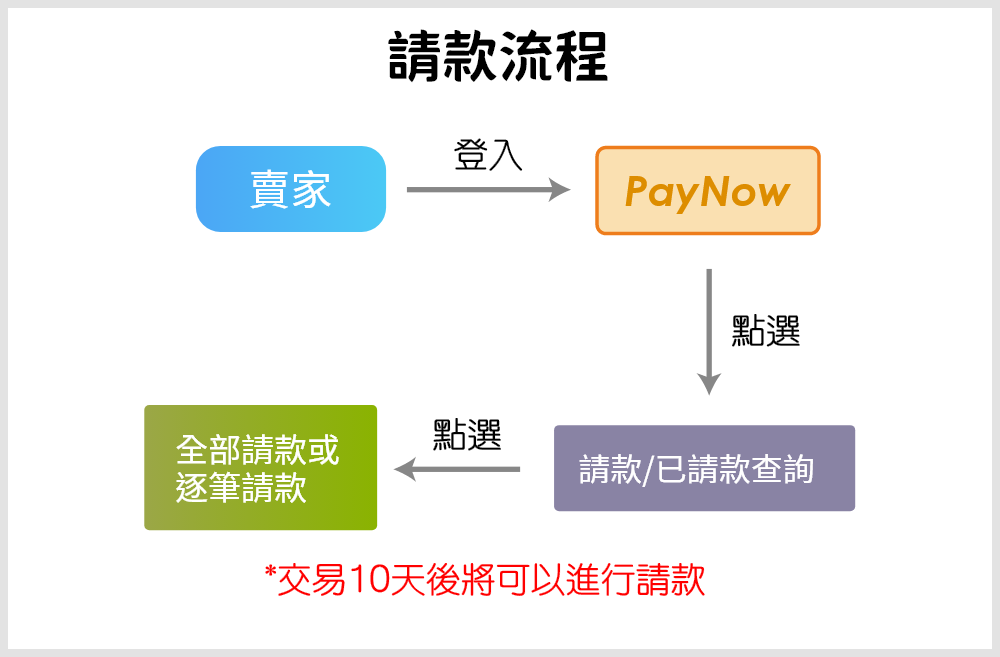 請款流程
登入
賣家
PayNow
點選
點選
請款/已請款查詢
全部請款或
逐筆請款
*交易10天後將可以進行請款